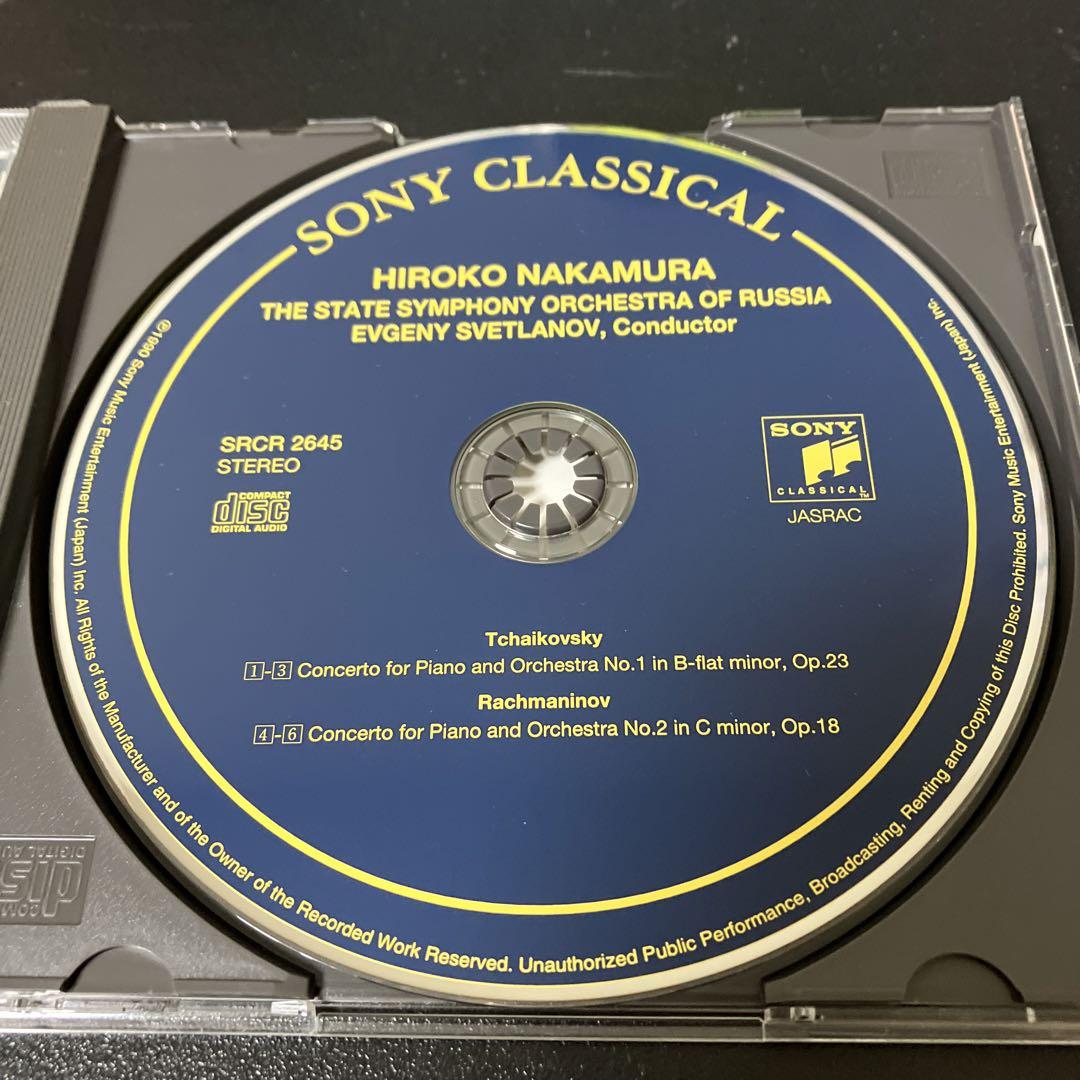 SONY CLASSICAL
HIROKO NAKAMURA
THE STATE SYMPHONY ORCHESTRA OF RUSSIA
EVGENY SVETLANOV, Conductor
SRCR 2645
STEREO
COMPACT
disc
DIGITAL AUDIO
SONY
CLASSICAL™
JASRAC
Tchaikovsky
1-3 Concerto for Piano and Orchestra No.1 in B-flat minor, Op.23
Rachmaninov
4-6 Concerto for Piano and Orchestra No.2 in C minor, Op.18
℗1990 Sony Music Entertainment (Japan) Inc. All Rights of the Manufacturer and of the Owner of the Recorded Work Reserved. Unauthorized Public Performance, Broadcasting, Renting and Copying of this Disc Prohibited. Sony Music Entertainment (Japan) Inc.